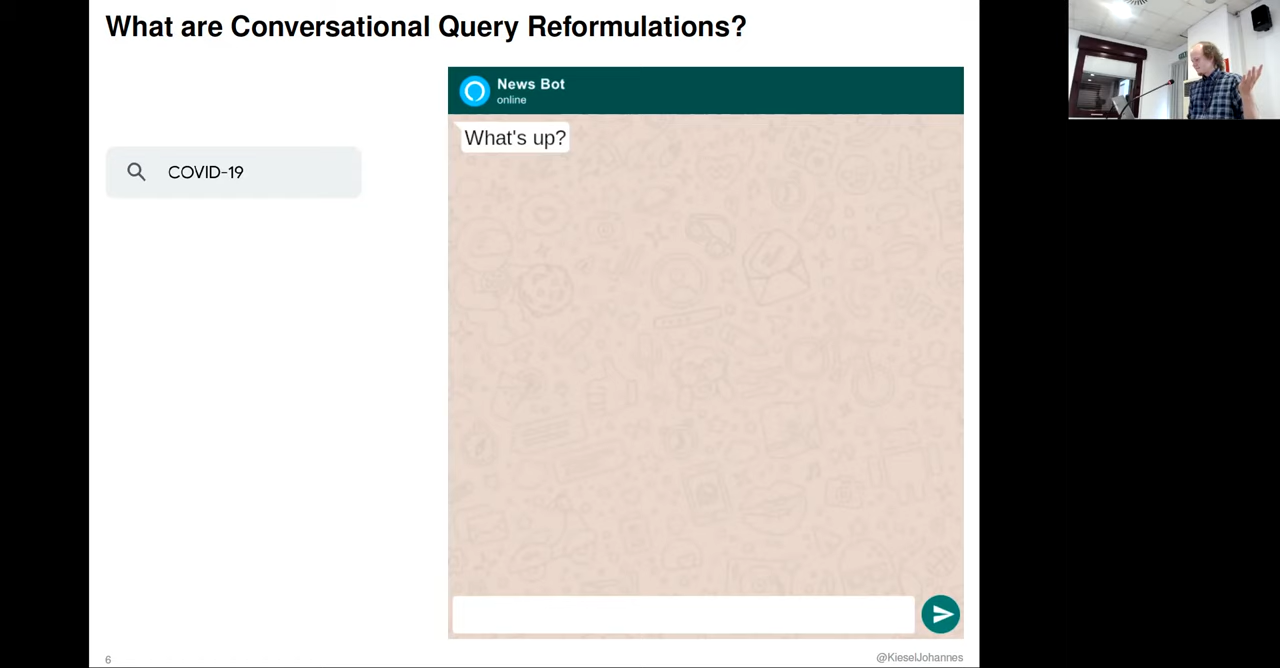 What are Conversational Query Reformulations?
COVID-19
News Bot
online
What's up?
6
@KieselJohannes